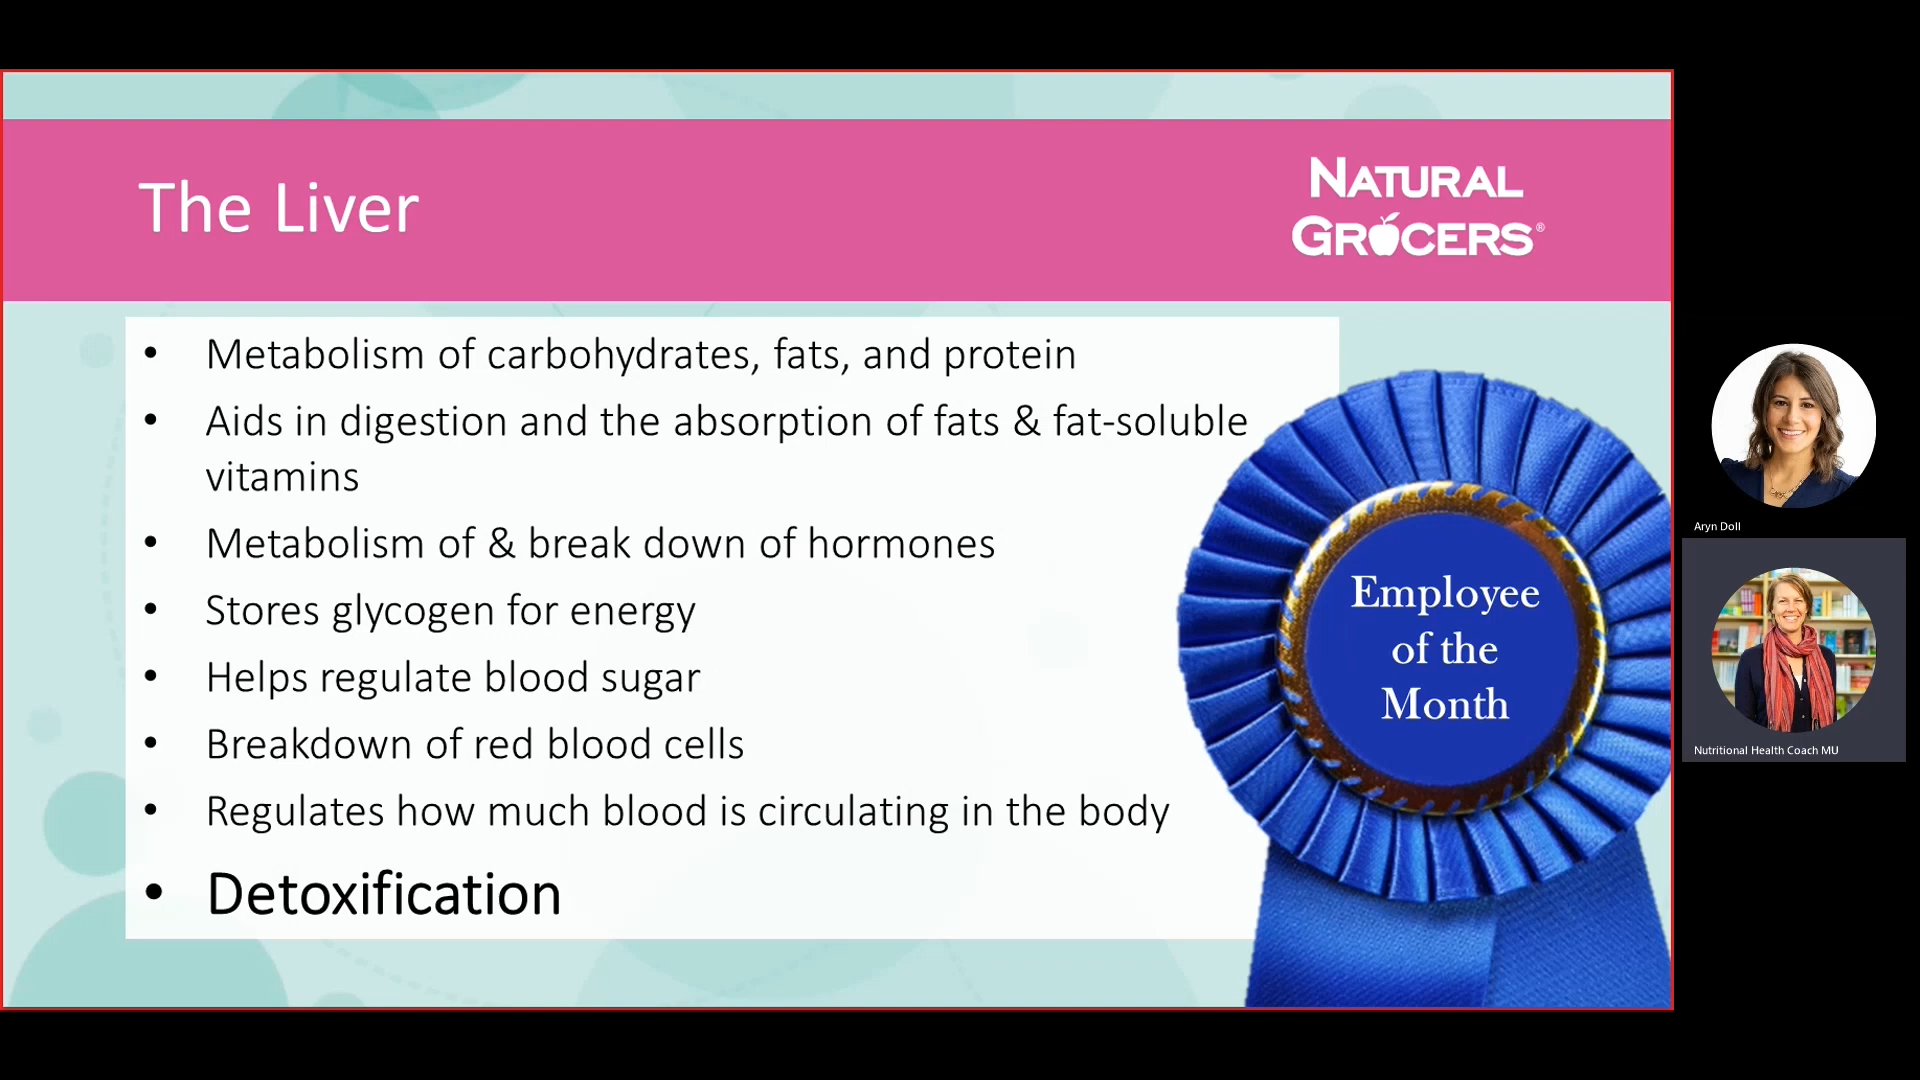 The Liver
NATURAL
GROCERS®
• Metabolism of carbohydrates, fats, and protein
• Aids in digestion and the absorption of fats & fat-soluble
vitamins
• Metabolism of & break down of hormones
• Stores glycogen for energy
• Helps regulate blood sugar
• Breakdown of red blood cells
• Regulates how much blood is circulating in the body
• Detoxification
Employee
of the
Month
Aryn Doll
Nutritional Health Coach MU